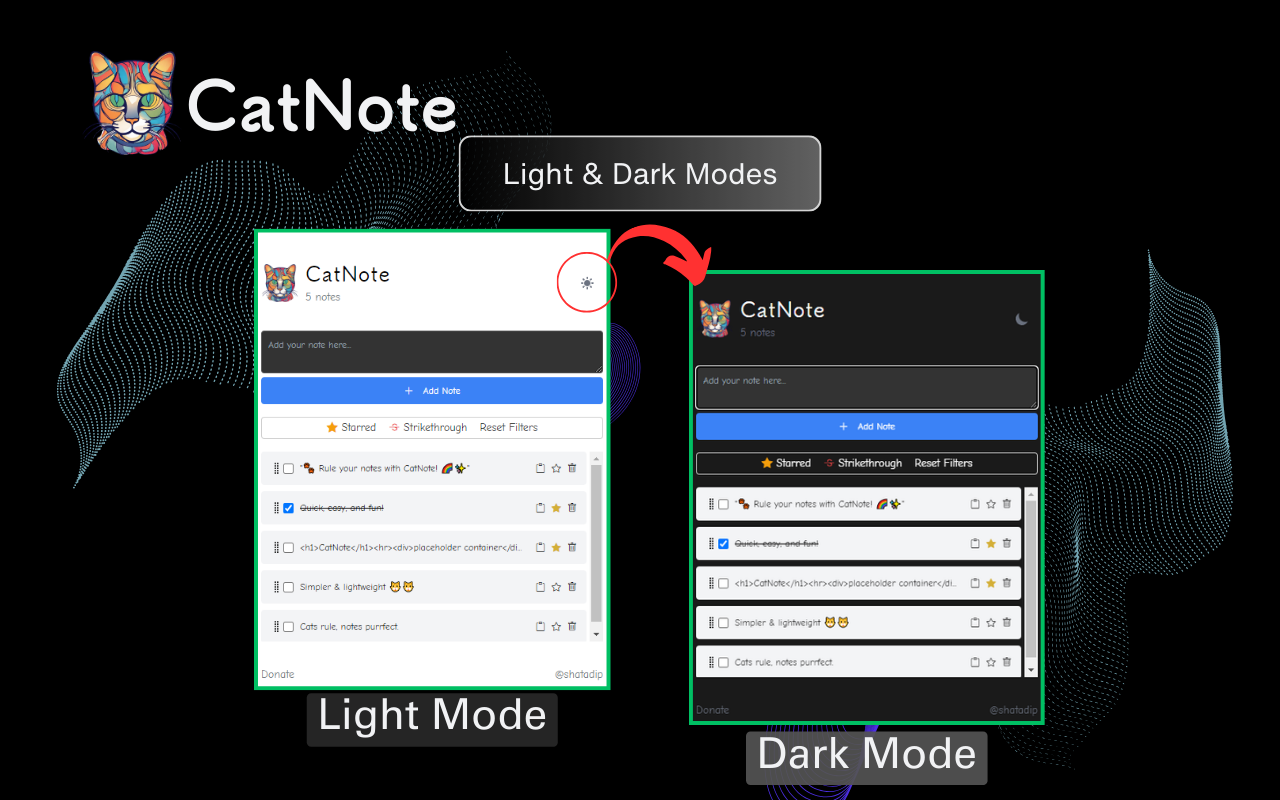 CatNote
Light & Dark Modes
CatNote
5 notes
Add your note here...
+ Add Note
Starred S Strikethrough Reset Filters
" Rule your notes with CatNote! "
Quick, easy, and fun!
<h1>CatNote</h1><hr><div>placeholder container</di...
Simpler & lightweight
Cats rule, notes purrfect.
Donate @shatadip
Light Mode
CatNote
5 notes
Add your note here...
+ Add Note
Starred S Strikethrough Reset Filters
" Rule your notes with CatNote! "
Quick, easy, and fun!
<h1>CatNote</h1><hr><div>placeholder container</di...
Simpler & lightweight
Cats rule, notes purrfect.
Donate @shatadip
Dark Mode